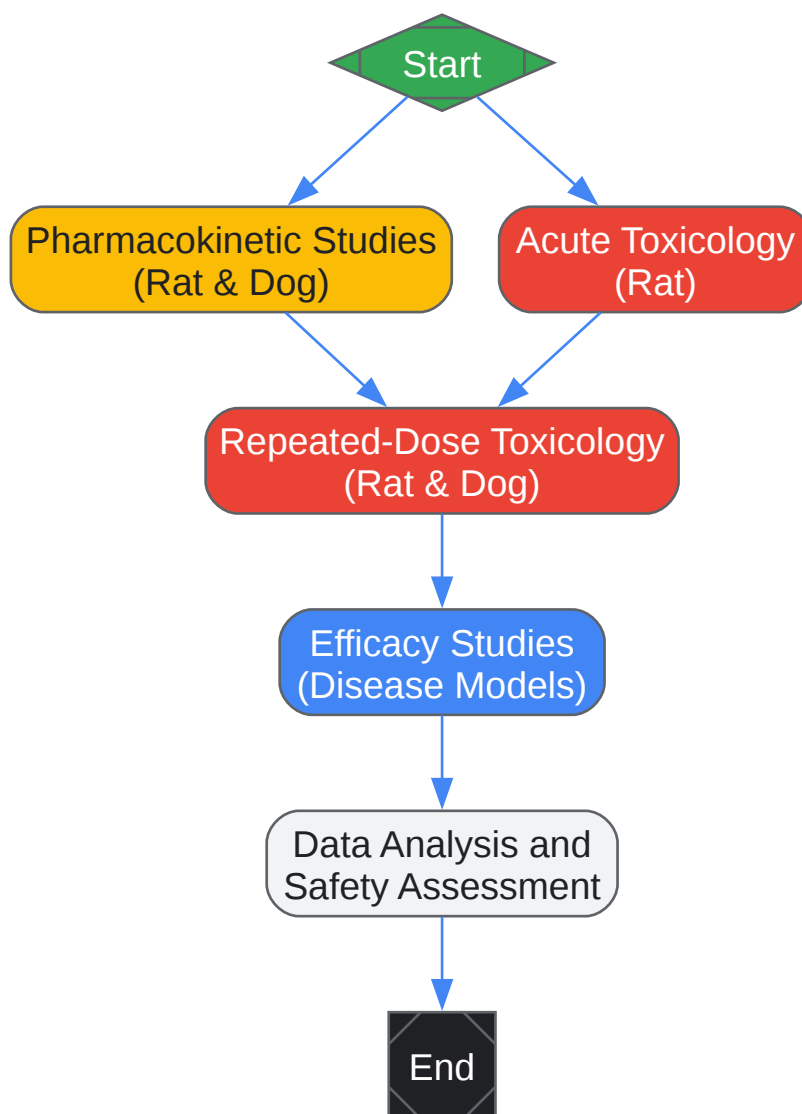 Start
Pharmacokinetic Studies
(Rat & Dog)
Acute Toxicology
(Rat)
Repeated-Dose Toxicology
(Rat & Dog)
Efficacy Studies
(Disease Models)
Data Analysis and
Safety Assessment
End